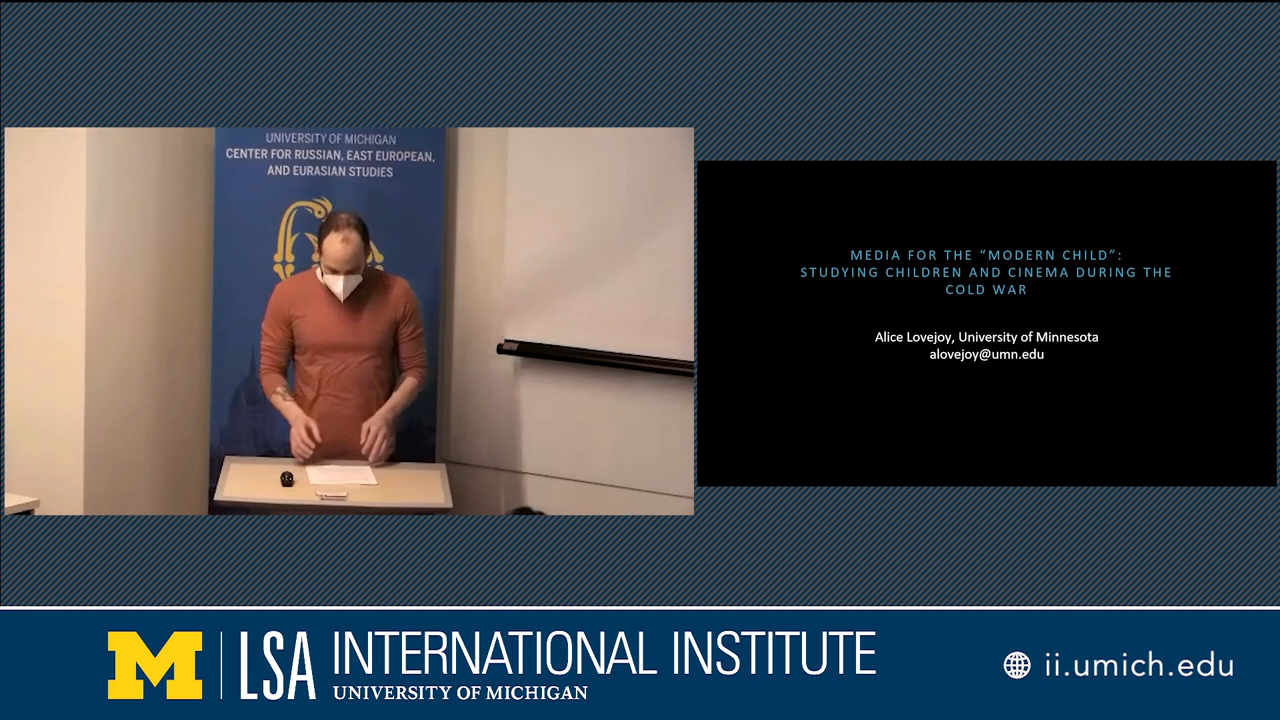 UNIVERSITY OF MICHIGAN
CENTER FOR RUSSIAN, EAST EUROPEAN,
AND EURASIAN STUDIES
MEDIA FOR THE “MODERN CHILD”:
STUDYING CHILDREN AND CINEMA DURING THE
COLD WAR
Alice Lovejoy, University of Minnesota
alovejoy@umn.edu
M LSA INTERNATIONAL INSTITUTE
UNIVERSITY OF MICHIGAN
ii.umich.edu